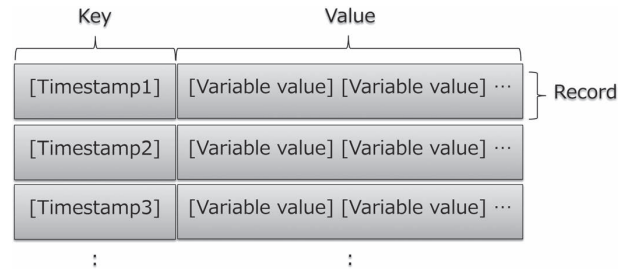 Key Value
[Timestamp1] [Variable value] [Variable value] ⋯ Record
[Timestamp2] [Variable value] [Variable value] ⋯
[Timestamp3] [Variable value] [Variable value] ⋯
: :